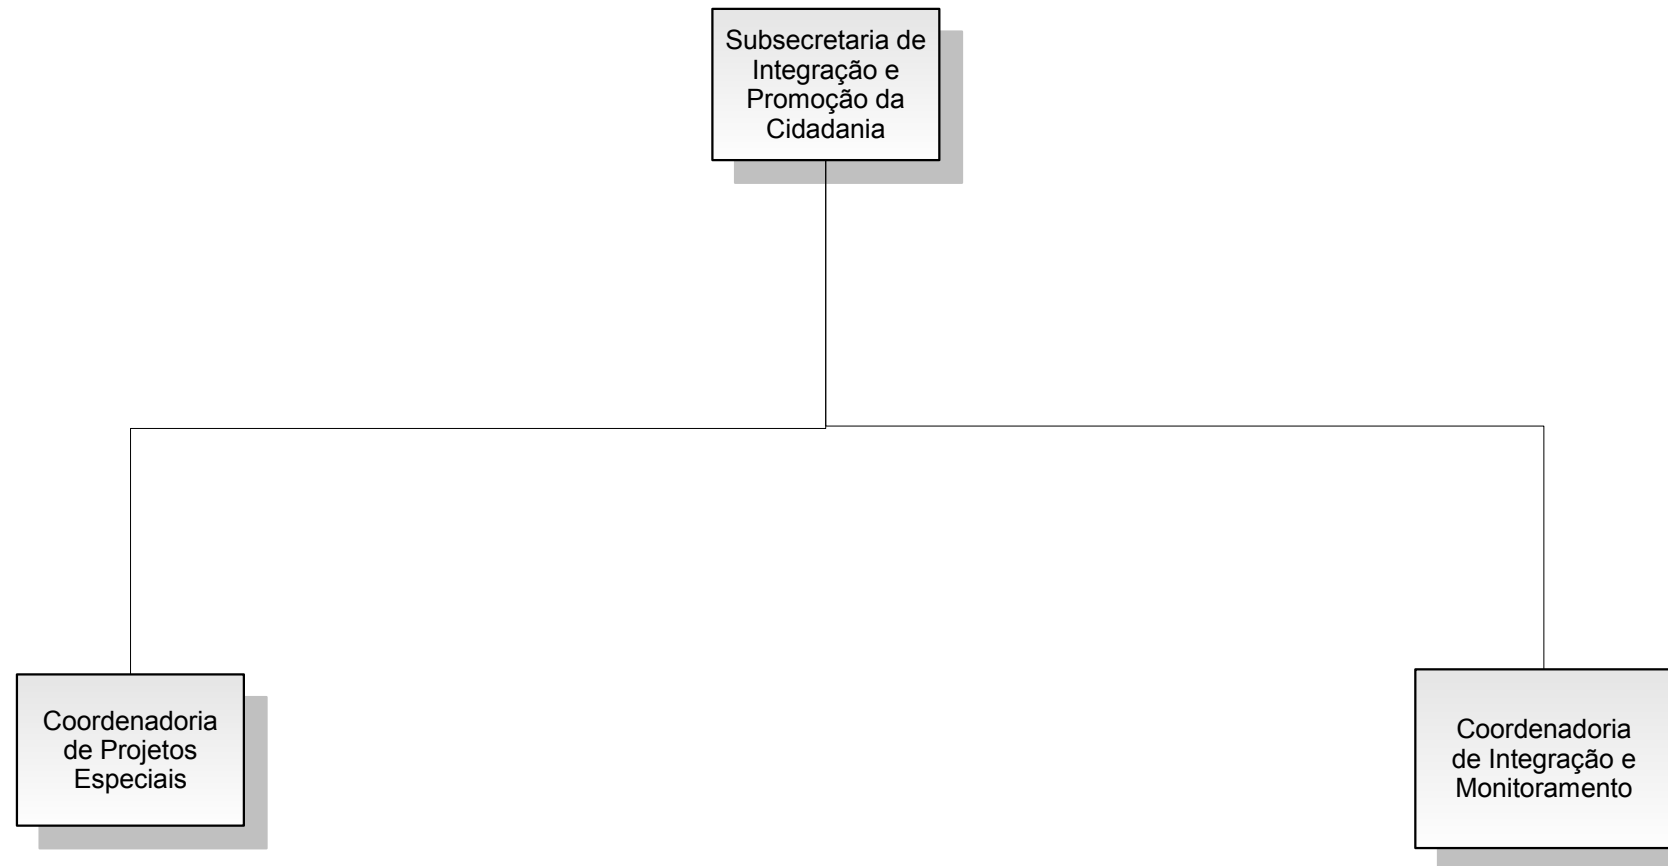 Subsecretaria de
Integração e
Promoção da
Cidadania
Coordenadoria
de Projetos
Especiais
Coordenadoria
de Integração e
Monitoramento